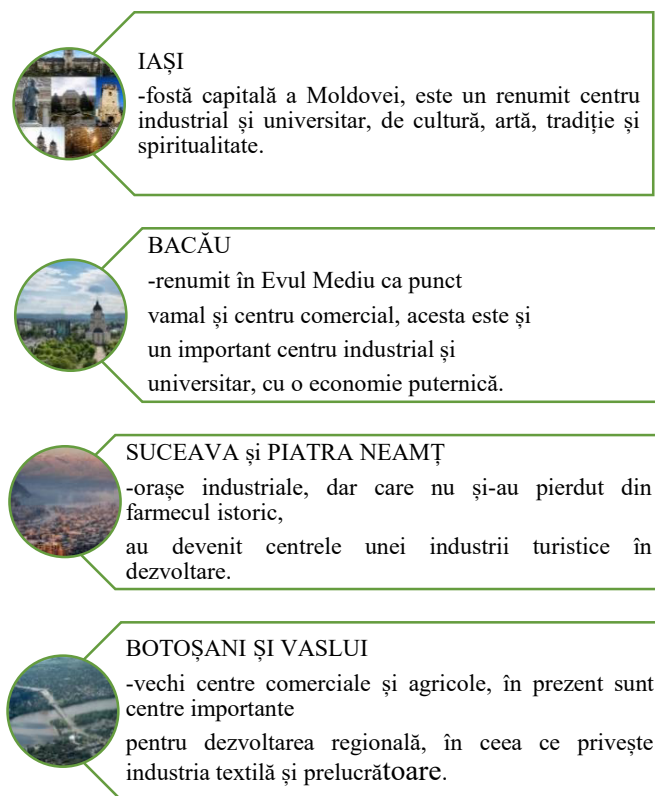 IAȘI
-fostă capitală a Moldovei, este un renumit centru
industrial și universitar, de cultură, artă, tradiție și
spiritualitate.
BACĂU
-renumit în Evul Mediu ca punct
vamal și centru comercial, acesta este și
un important centru industrial și
universitar, cu o economie puternică.
SUCEAVA și PIATRA NEAMȚ
-orașe industriale, dar care nu și-au pierdut din
farmecul istoric,
au devenit centrele unei industrii turistice în
dezvoltare.
BOTOȘANI ȘI VASLUI
-vechi centre comerciale și agricole, în prezent sunt
centre importante
pentru dezvoltarea regională, în ceea ce privește
industria textilă și prelucrătoare.